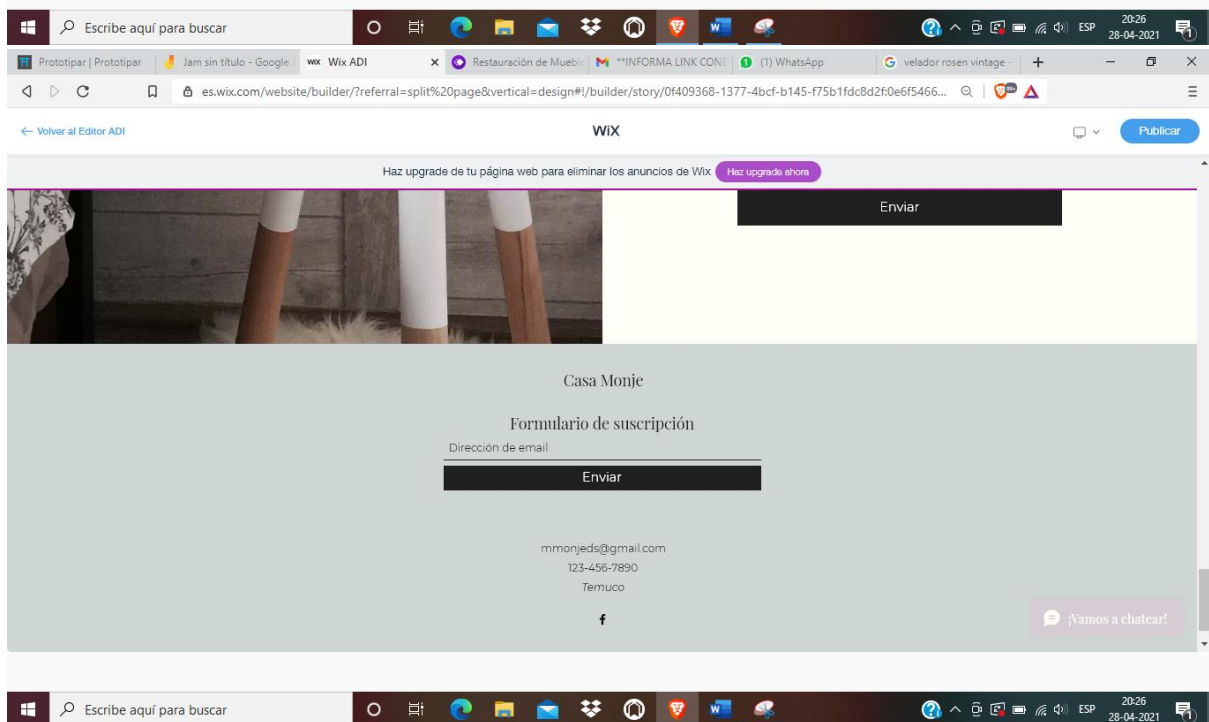 Escribe aquí para buscar
ESP
20:26
28-04-2021
Prototipar | Prototipar
Jam sin título - Google
WiX Wix ADI
Restauración de Mueble
**INFORMA LINK CONE
(1) WhatsApp
velador rosen vintage -
es.wix.com/website/builder/?referral=split%20page&vertical=design#!/builder/story/0f409368-1377-4bcf-b145-f75b1fdc8d2f:0e6f5466...
← Volver al Editor ADI
WiX
Publicar
Haz upgrade de tu página web para eliminar los anuncios de Wix
Haz upgrade ahora
Enviar
Casa Monje
Formulario de suscripción
Dirección de email
Enviar
mmonjeds@gmail.com
123-456-7890
Temuco
f
¡Vamos a chatear!
Escribe aquí para buscar
ESP
20:26
28-04-2021